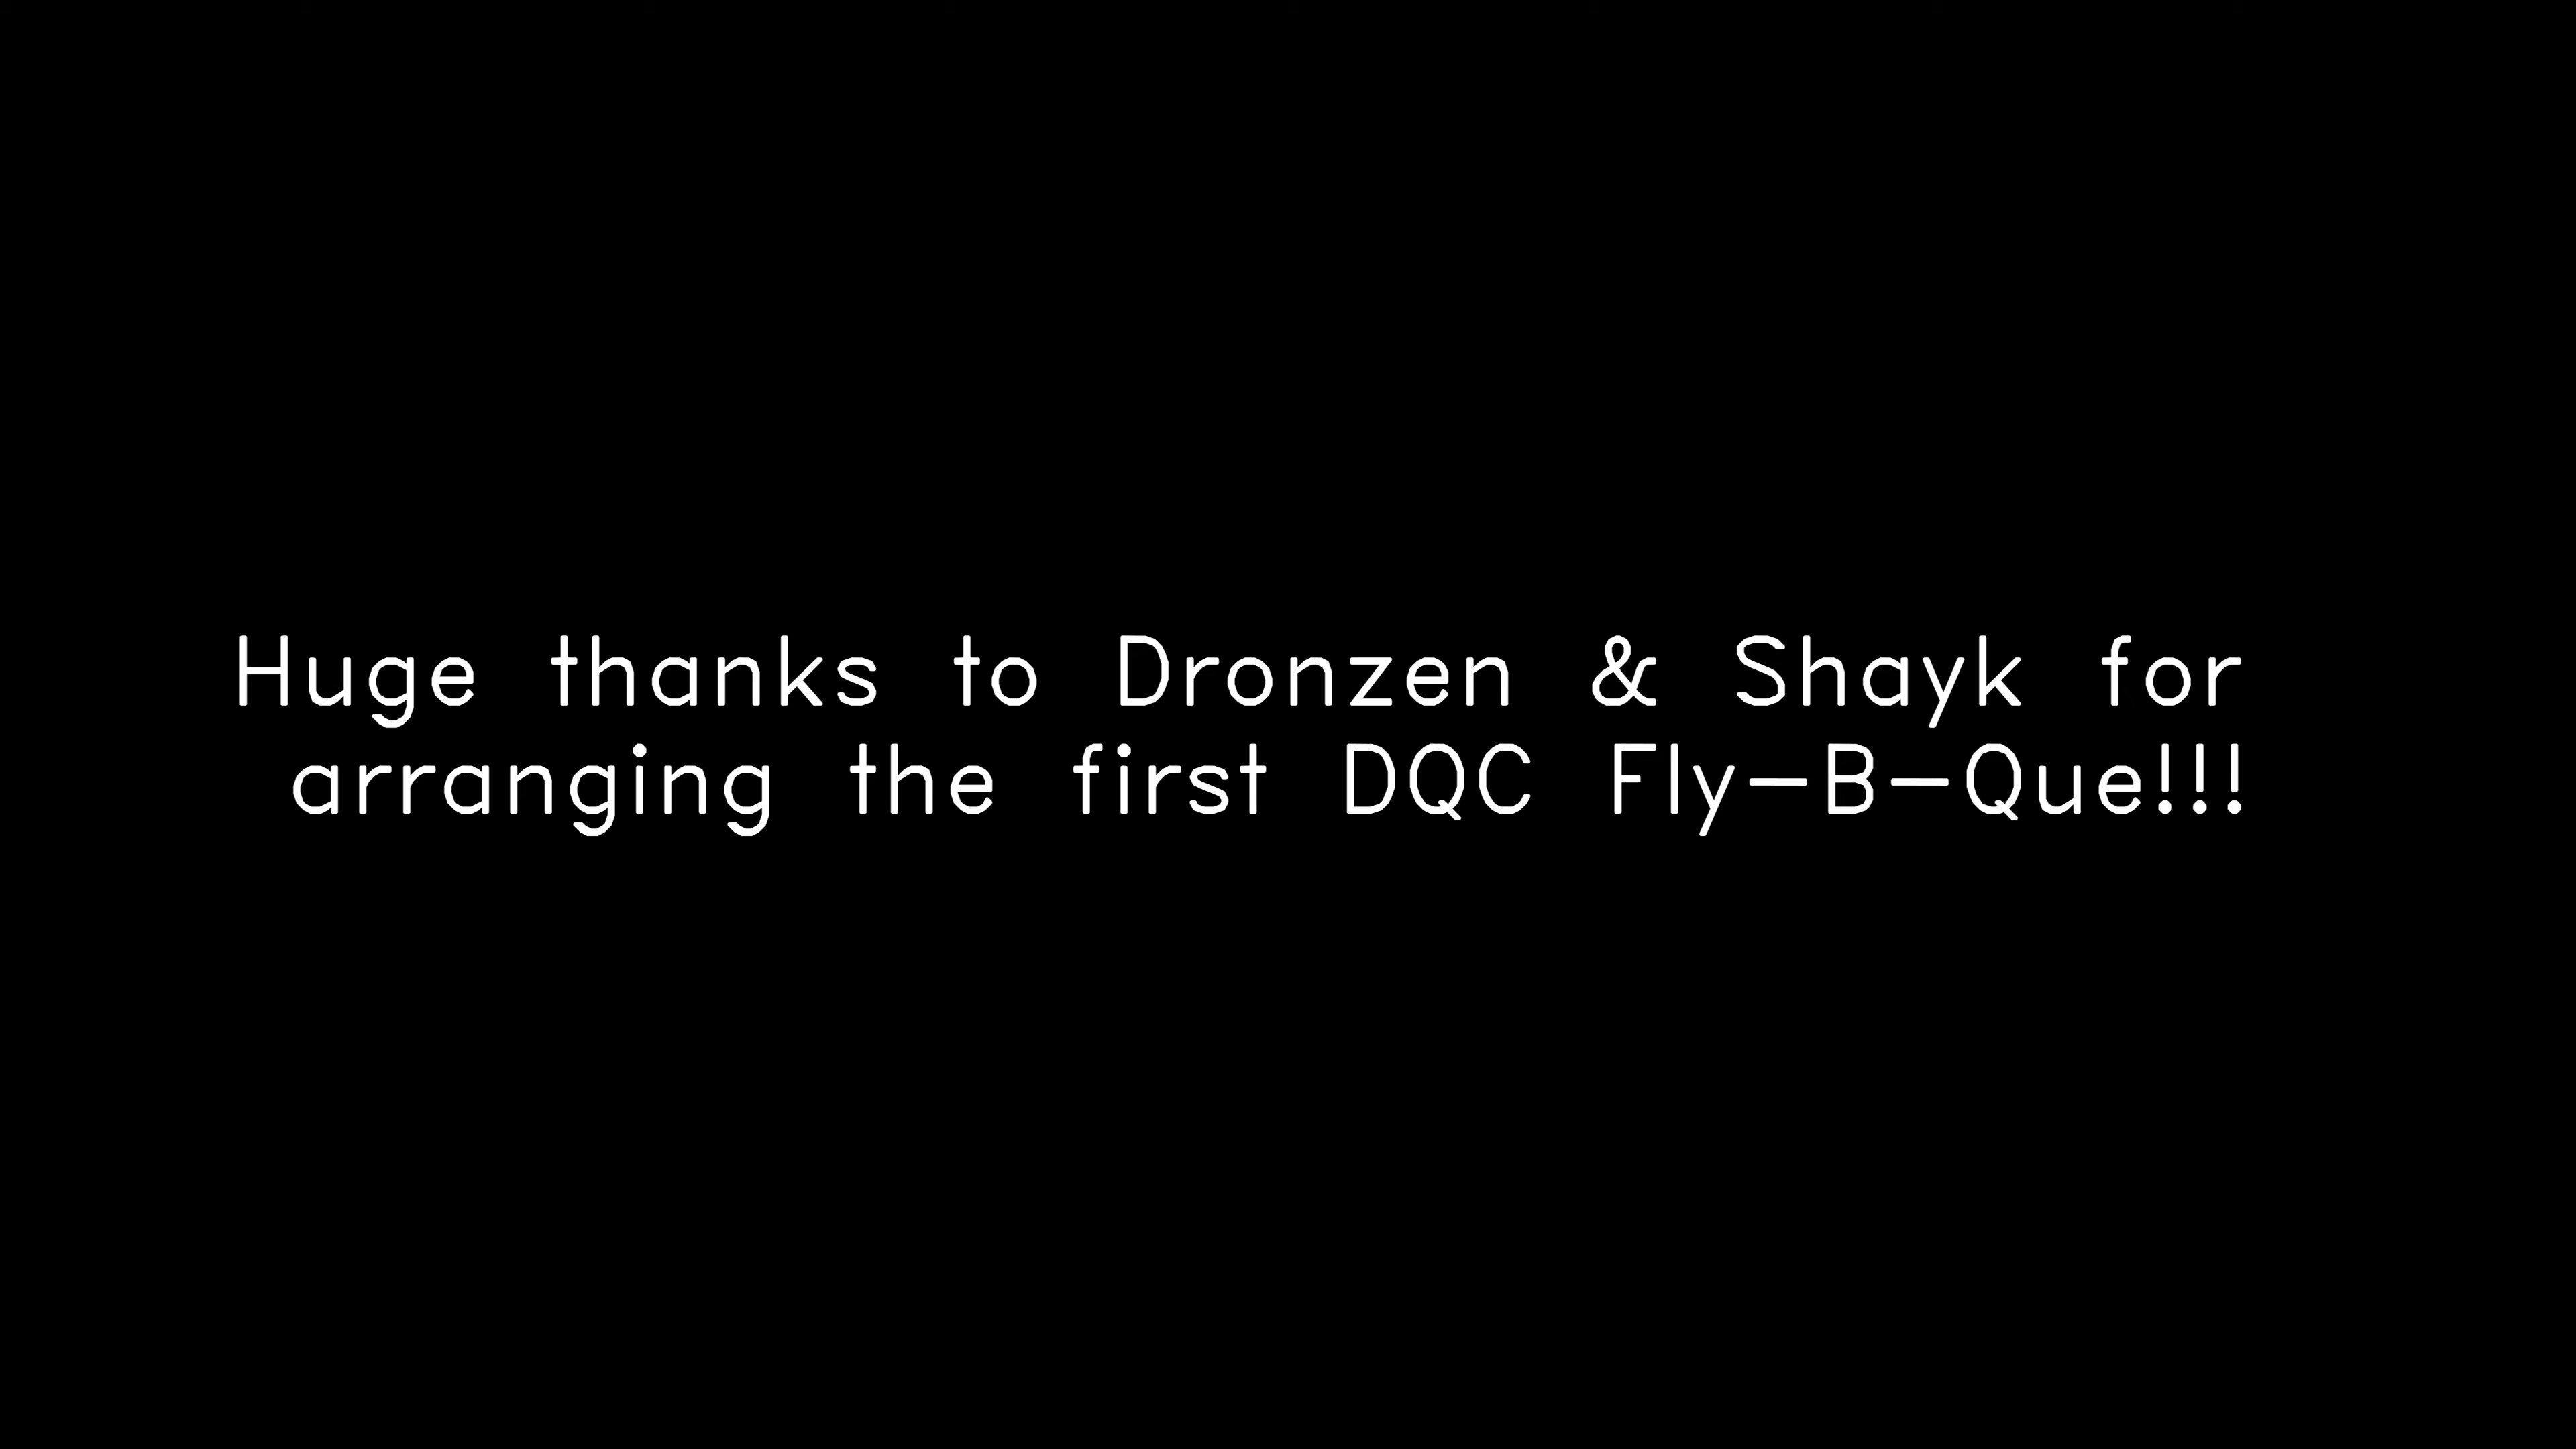 Huge thanks to Dronzen & Shayk for
arranging the first DQC Fly-B-Que!!!